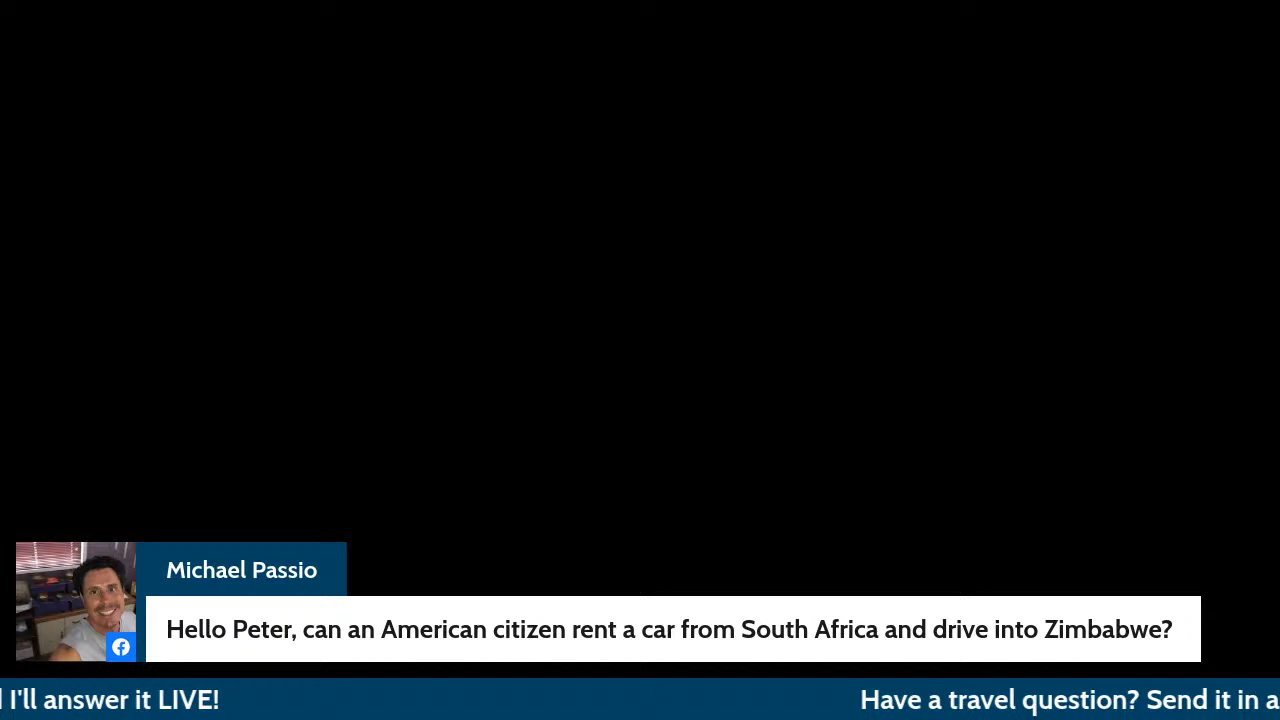 Michael Passio
Hello Peter, can an American citizen rent a car from South Africa and drive into Zimbabwe?
I'll answer it LIVE!
Have a travel question? Send it in a